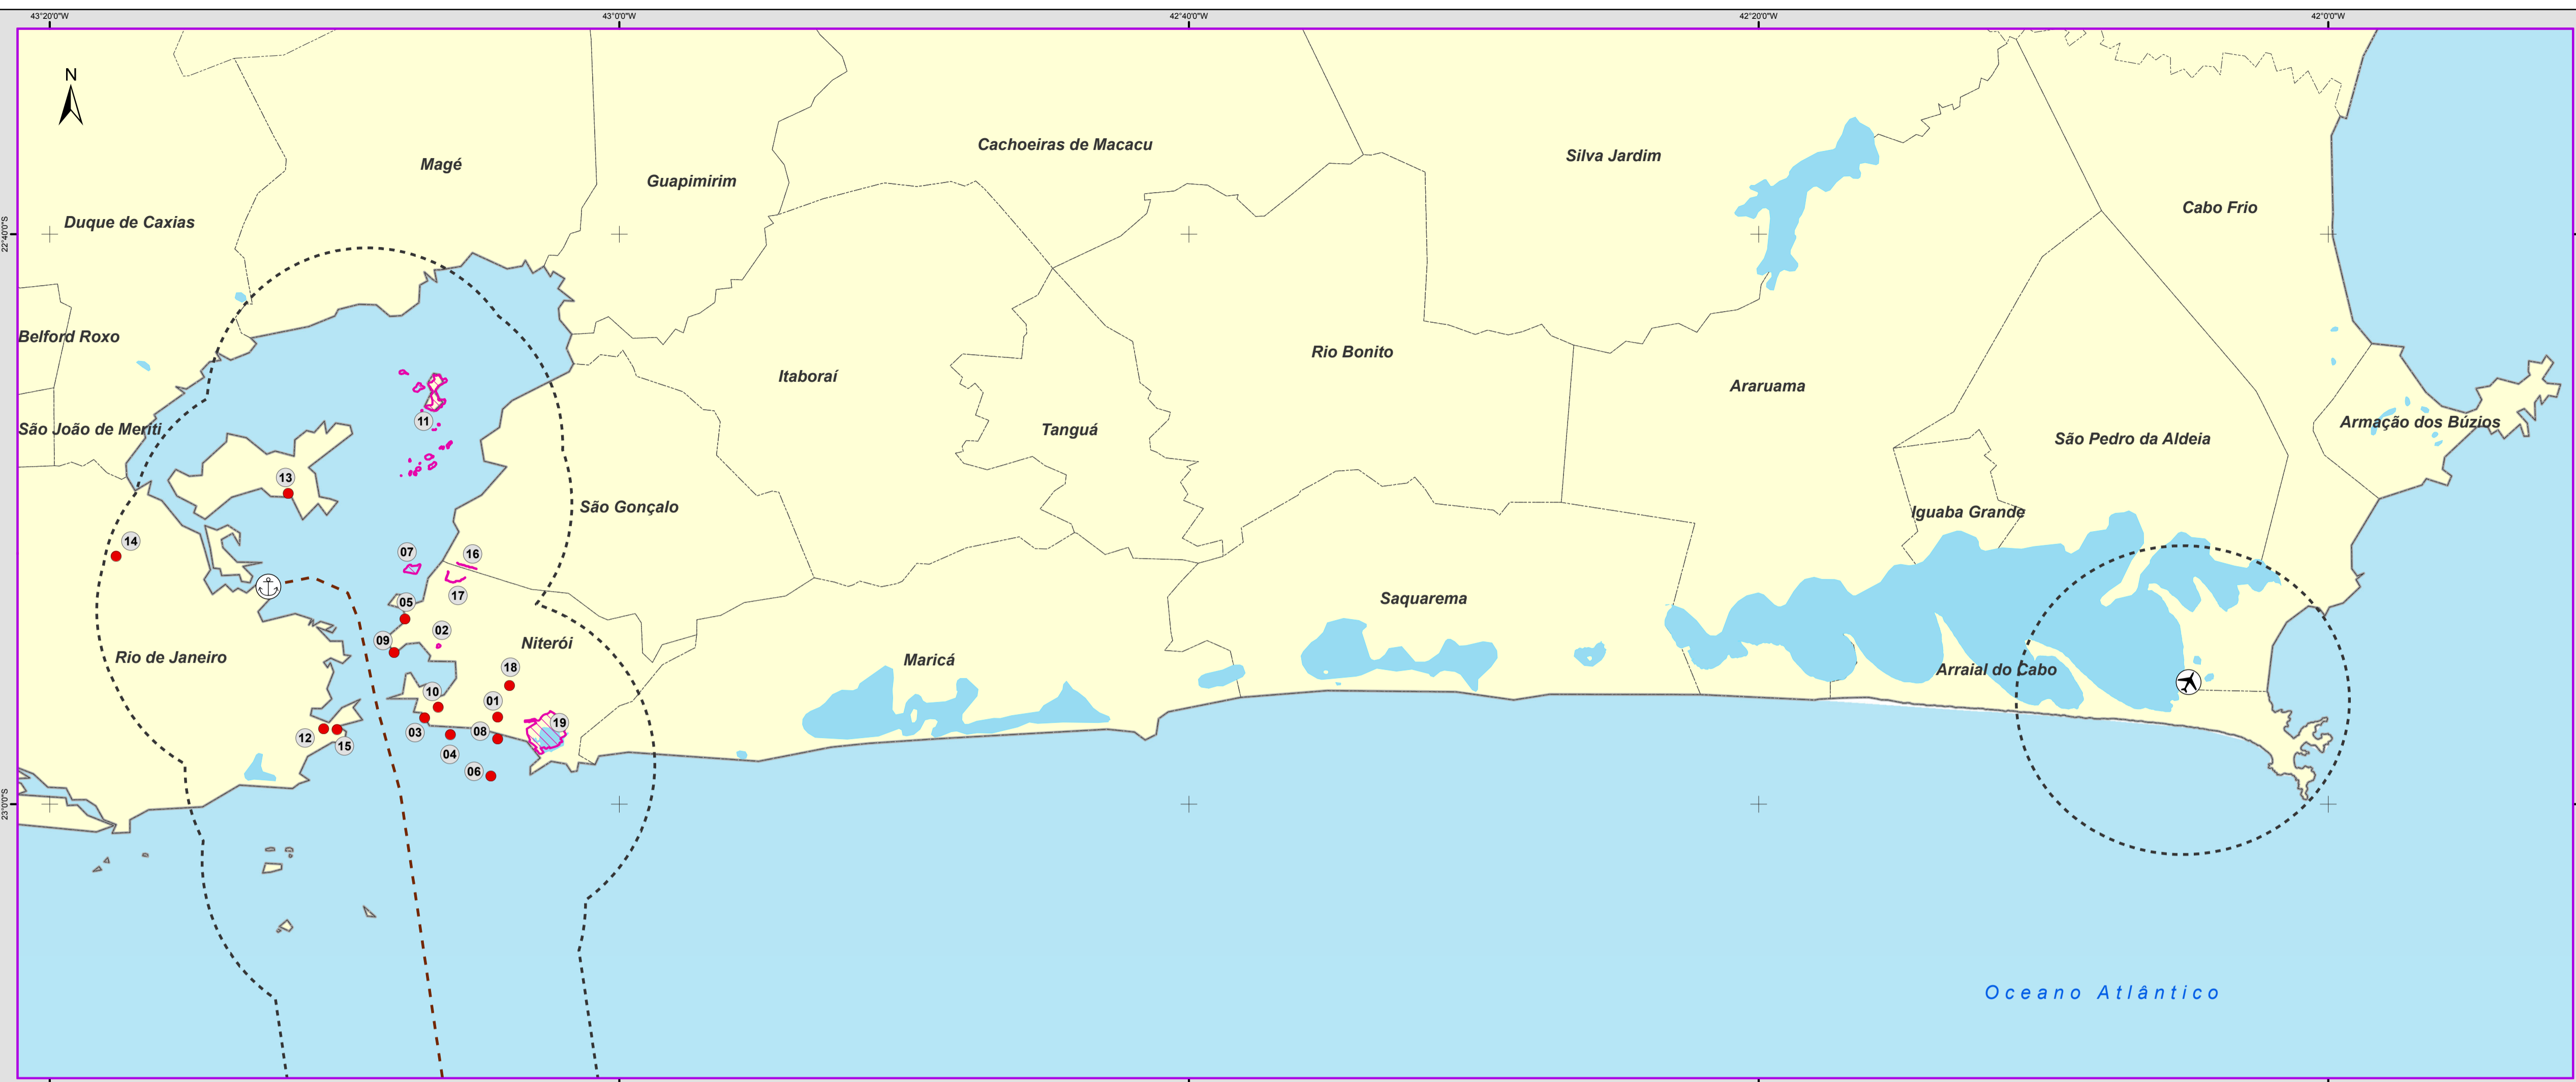 43°20'0"W
43°0'0"W
42°40'0"W
42°20'0"W
42°0'0"W
N
Magé
Guapimirim
Cachoeiras de Macacu
Silva Jardim
Cabo Frio
Duque de Caxias
22°40'0"S
Belford Roxo
Itaboraí
Rio Bonito
Araruama
São João de Meriti
11
Tanguá
São Pedro da Aldeia
Armação dos Búzios
13
São Gonçalo
Iguaba Grande
14
07
16
17
05
Saquarema
09
02
Niterói
Rio de Janeiro
18
Maricá
Arraial do Cabo
10
01
19
12
15
03
08
04
06
23°0'0"S
Oceano Atlântico